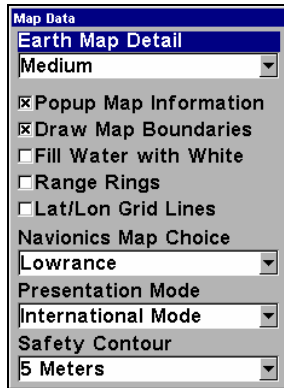 Map Data
Earth Map Detail
Medium
Popup Map Information
Draw Map Boundaries
Fill Water with White
Range Rings
Lat/Lon Grid Lines
Navionics Map Choice
Lowrance
Presentation Mode
International Mode
Safety Contour
5 Meters